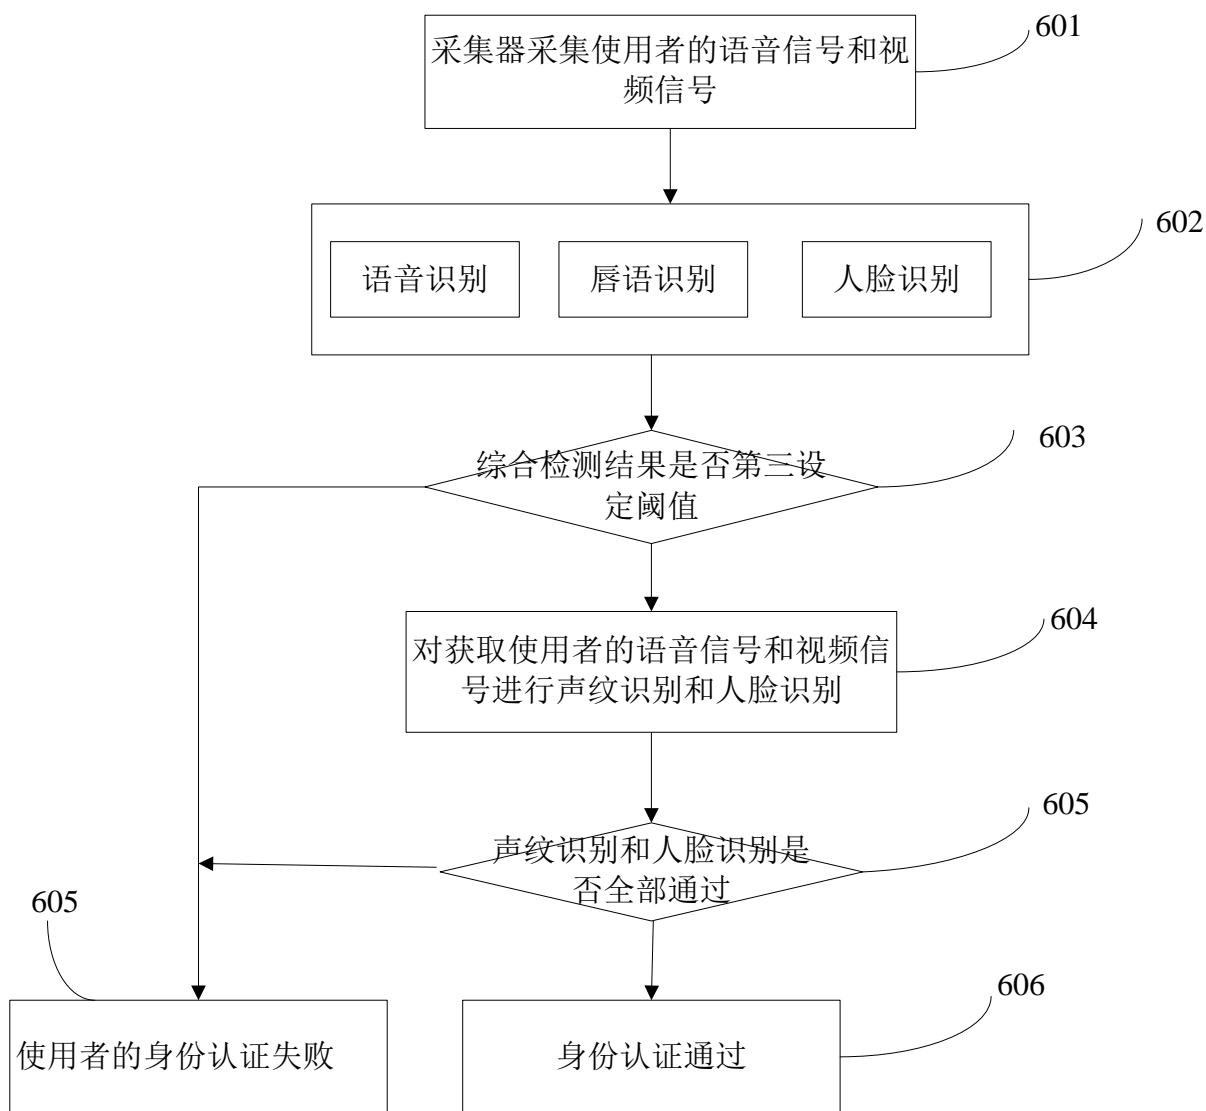 采集器采集使用者的语音信号和视
频信号
601
602
语音识别
唇语识别
人脸识别
综合检测结果是否第三设
定阈值
603
对获取使用者的语音信号和视频信
号进行声纹识别和人脸识别
604
声纹识别和人脸识别是
否全部通过
605
605
使用者的身份认证失败
身份认证通过
606